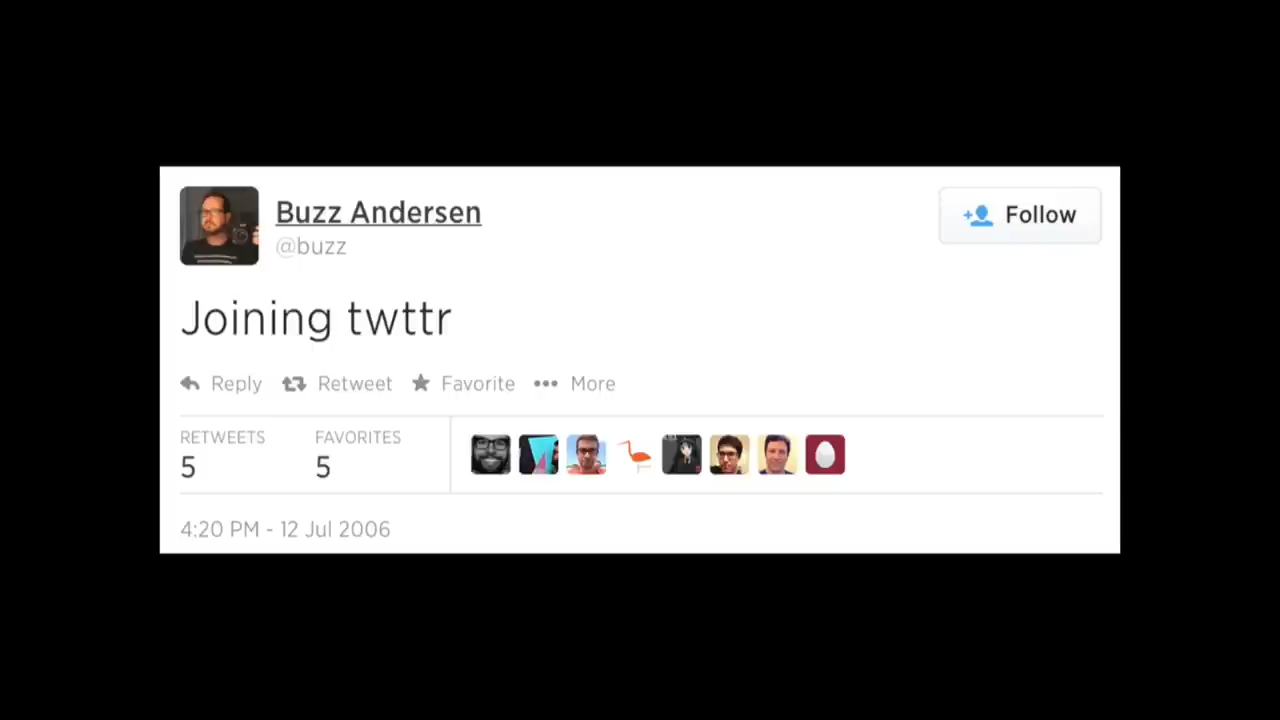 Buzz Andersen
@buzz
Follow
Joining twttr
Reply Retweet Favorite ••• More
RETWEETS FAVORITES
5 5
4:20 PM - 12 Jul 2006